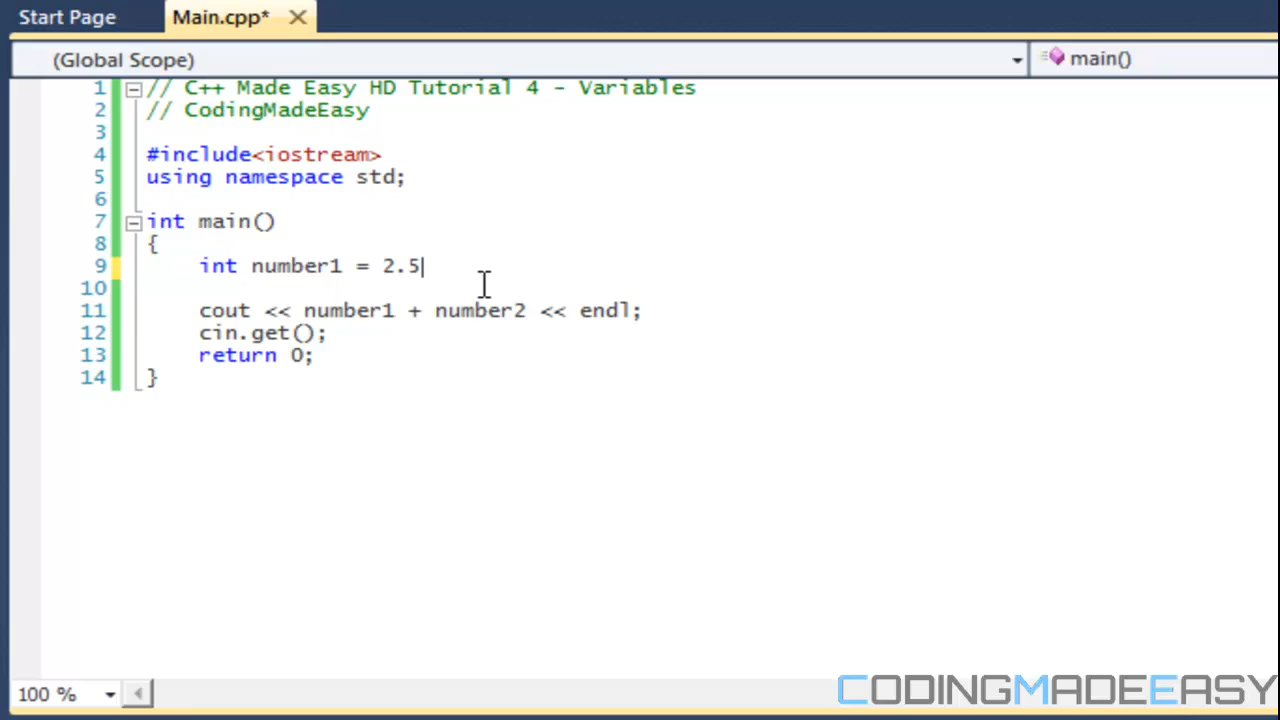 Start Page Main.cpp*
(Global Scope) main()
1 // C++ Made Easy HD Tutorial 4 - Variables
2 // CodingMadeEasy
3
4 #include<iostream>
5 using namespace std;
6
7 int main()
8 {
9 int number1 = 2.5
10
11 cout << number1 + number2 << endl;
12 cin.get();
13 return 0;
14 }
100 %
CODINGMADEEASY